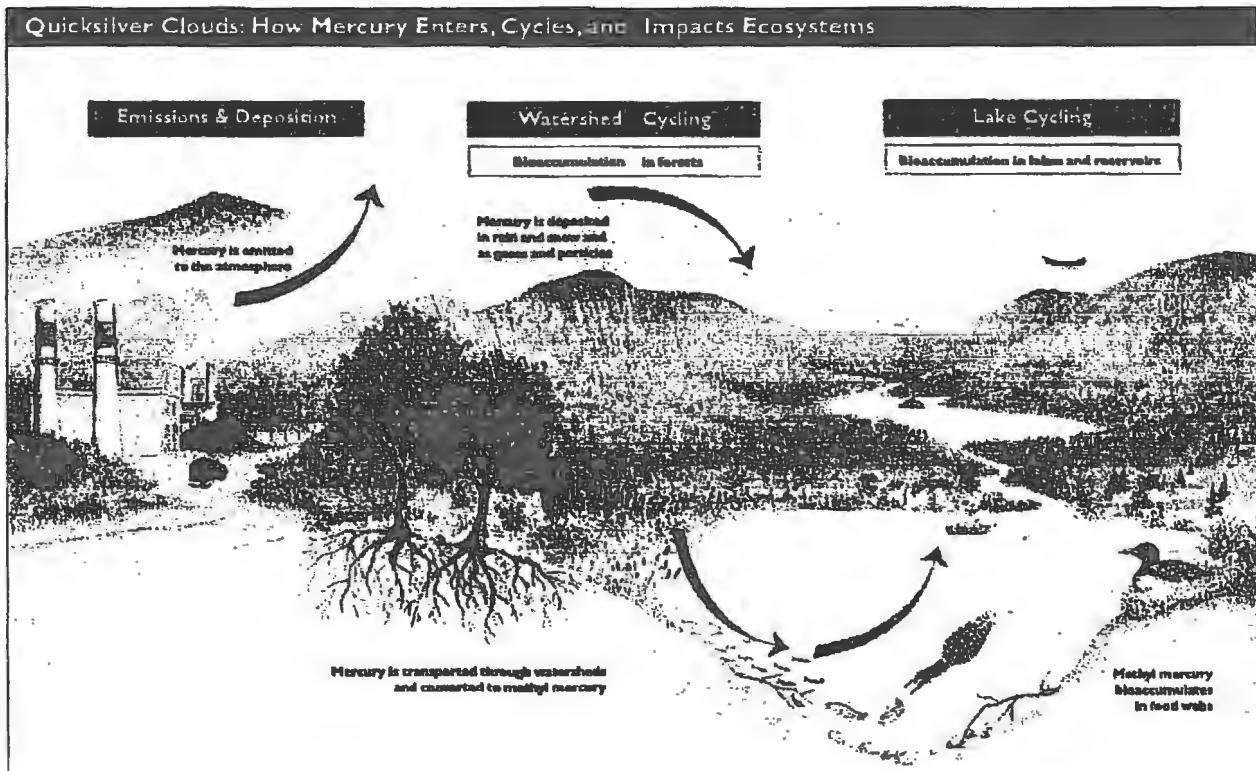 Quicksilver Clouds: How Mercury Enters, Cycles, and Impacts Ecosystems
Emissions & Deposition
Watershed Cycling
Lake Cycling
Bioaccumulation in forests
Bioaccumulation in lakes and reservoirs
Mercury is emitted
to the atmosphere
Mercury is deposited
in rain and snow and
as gases and particles
Mercury is transported through watersheds
and converted to methyl mercury
Methyl mercury
bioaccumulates
in food webs